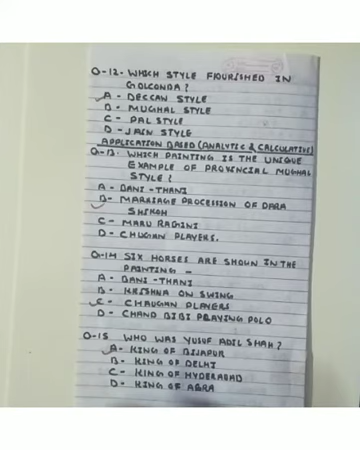 Q-12- WHICH STYLE FLOURISHED IN
GOLCONDA?
A- DECCAN STYLE
B- MUGHAL STYLE
C- PAL STYLE
D- JAIN STYLE
APPLICATION BASED (ANALYTIC & CALCULATIVE)
Q-13- WHICH PAINTING IS THE UNIQUE
EXAMPLE OF PROVINCIAL MUGHAL
STYLE?
A- BANI-THANI
B- MARRIAGE PROCESSION OF DARA
SHIKOH
C- MARU RAGINI
D- CHUGAN PLAYERS.
Q-14 SIX HORSES ARE SHOWN IN THE
PAINTING -
A- BANI-THANI
B- KRISHNA ON SWING
C- CHAUGAN PLAYERS
D- CHAND BIBI PLAYING POLO
Q-15 WHO WAS YUSUF ADIL SHAH?
A- KING OF BIJAPUR
B- KING OF DELHI
C- KING OF HYDERABAD
D- KING OF AGRA